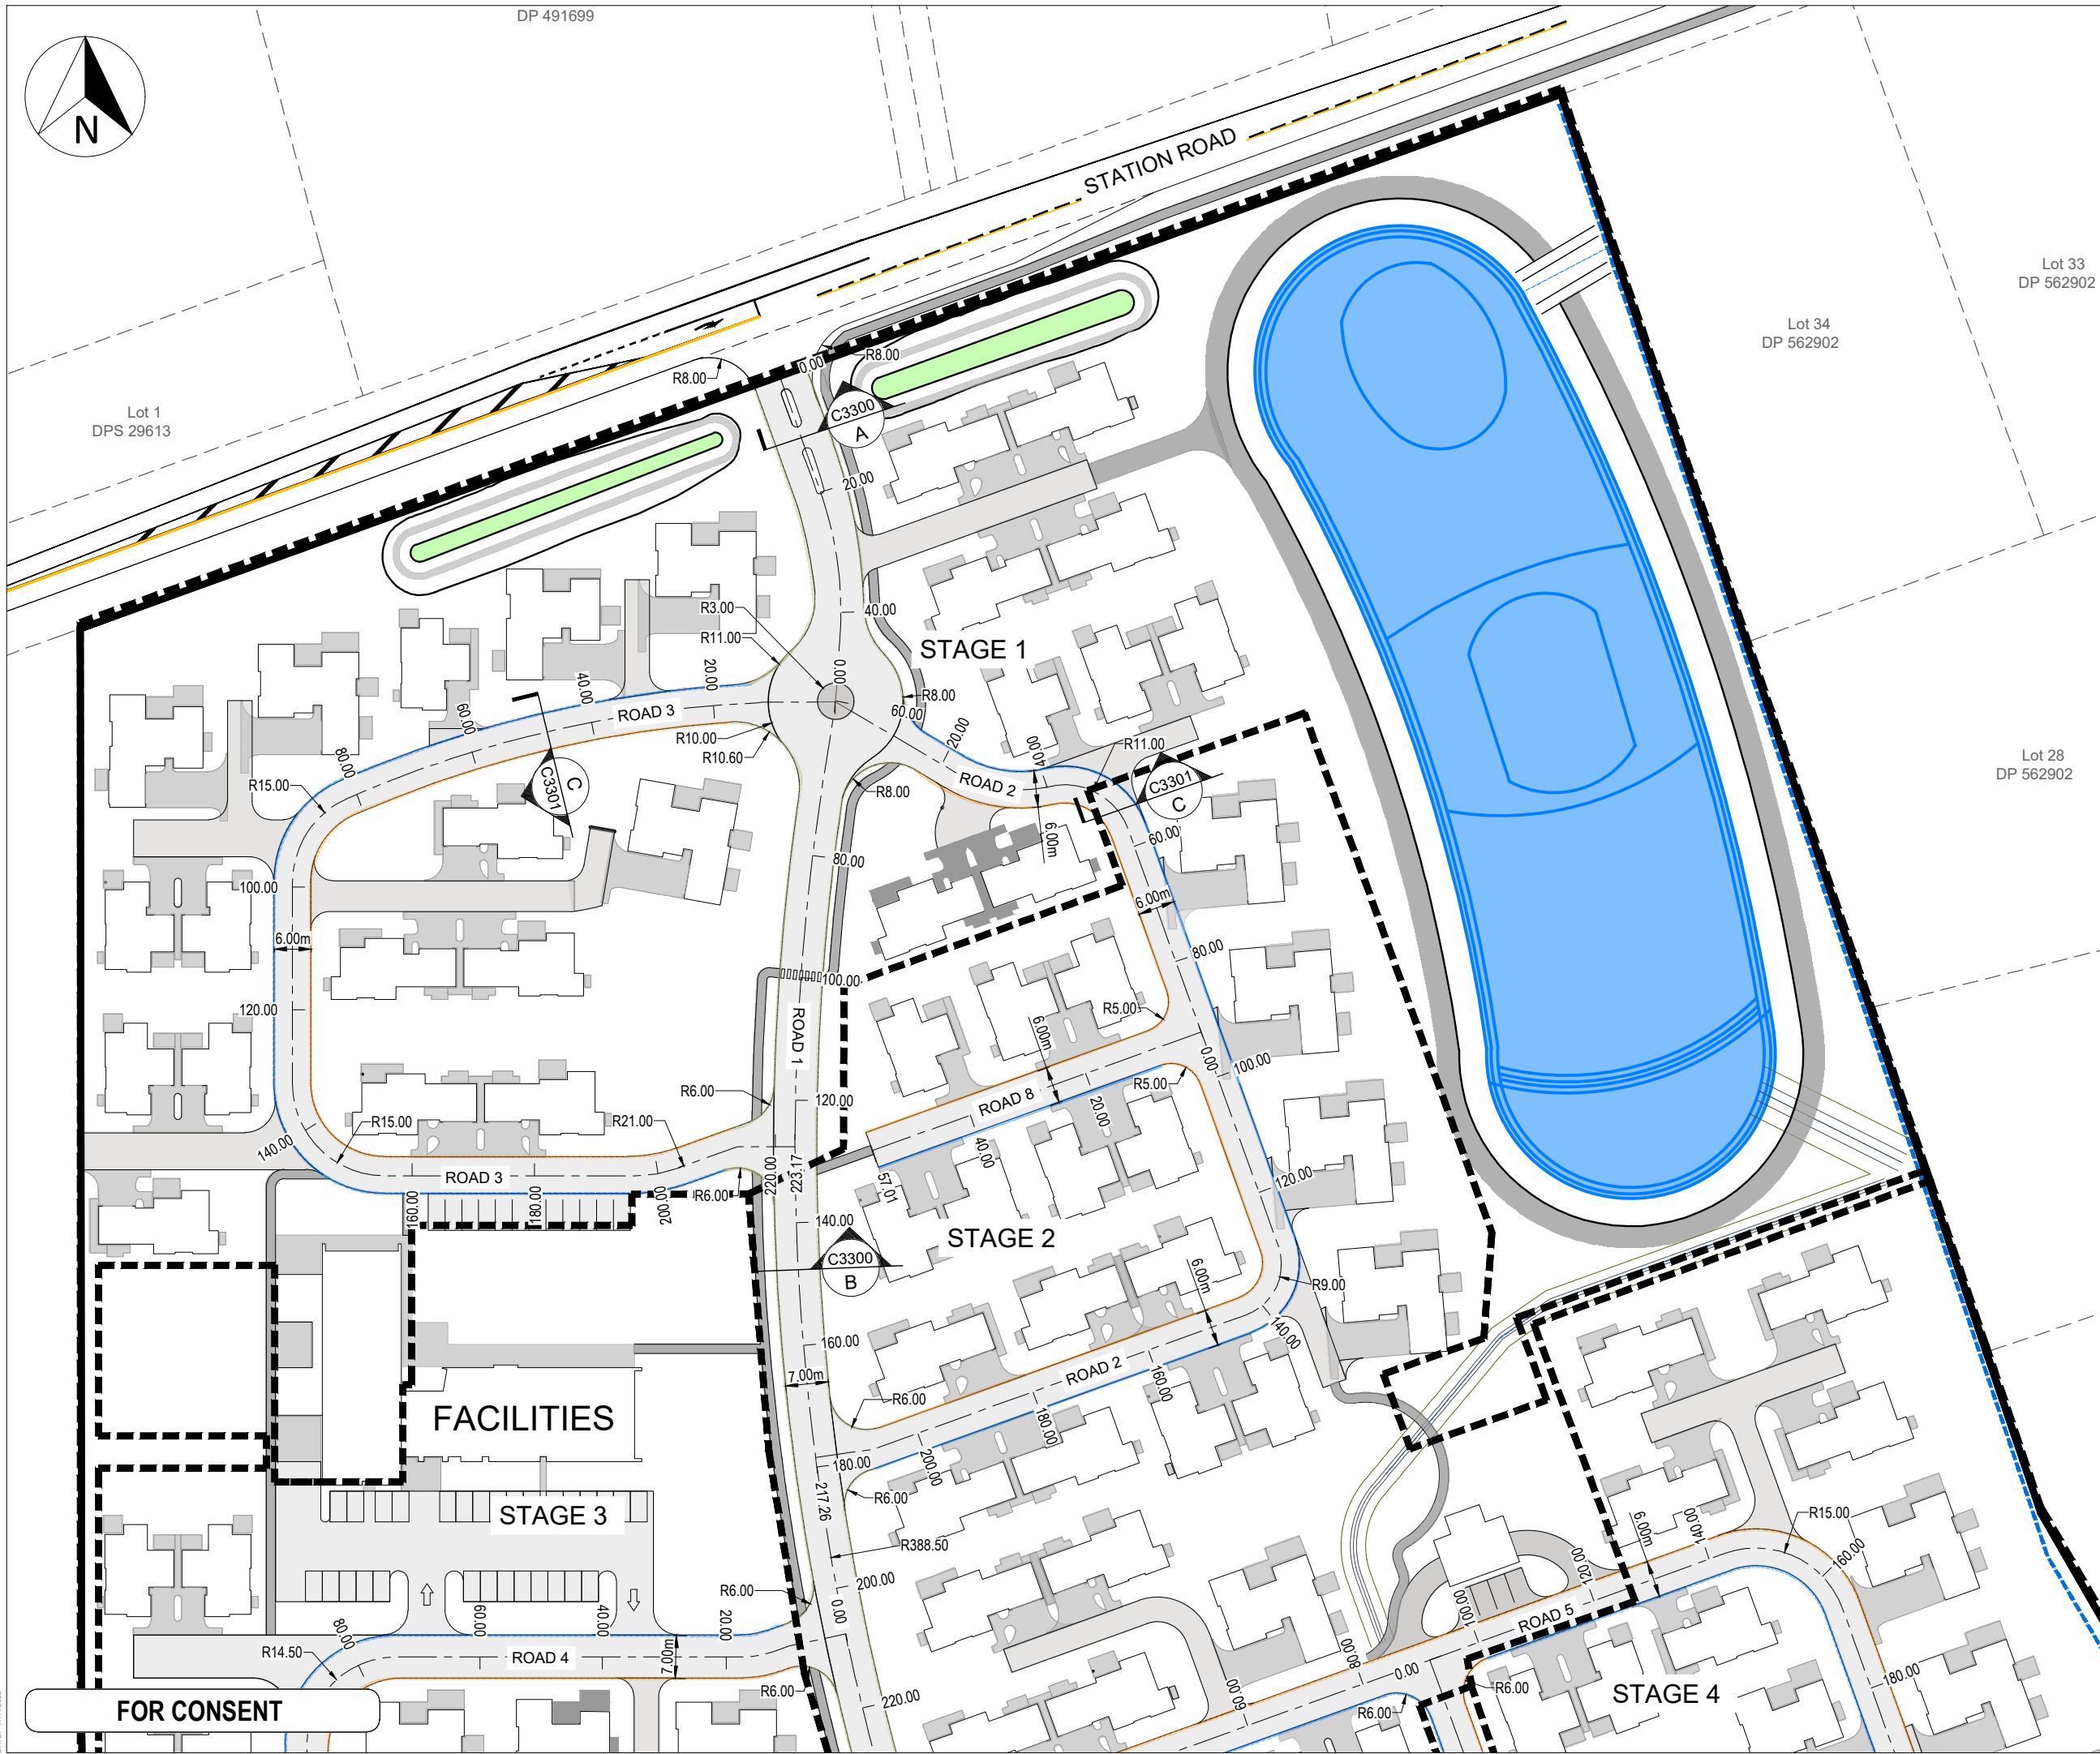 DP 491699
N
STATION ROAD
Lot 33
DP 562902
Lot 34
DP 562902
Lot 1
DPS 29613
R8.00
0.00
R8.00
C3300
A
20.00
40.00
R3.00
R11.00
STAGE 1
0.00
R8.00
60.00
20.00
40.00
60.00
80.00
ROAD 3
R10.00
R10.60
R15.00
C
C3301
20.00
40.00
R11.00
ROAD 2
R8.00
C3301
C
6.00m
60.00
Lot 28
DP 562902
80.00
100.00
6.00m
6.00m
80.00
100.00
120.00
ROAD 1
R5.00
6.00m
0.00
100.00
R5.00
ROAD 8
20.00
40.00
57.01
R6.00
120.00
R15.00
R21.00
140.00
ROAD 3
160.00
180.00
200.00
R6.00
220.00
223.17
120.00
140.00
STAGE 2
C3300
B
6.00m
R9.00
140.00
160.00
7.00m
ROAD 2
160.00
R6.00
180.00
200.00
FACILITIES
180.00
R6.00
217.26
STAGE 3
R388.50
200.00
R6.00
0.00
20.00
40.00
60.00
80.00
R14.50
ROAD 4
7.00m
R6.00
220.00
6.00m
140.00
R15.00
160.00
120.00
100.00
ROAD 5
80.00
0.00
60.00
R6.00
R6.00
STAGE 4
180.00
FOR CONSENT